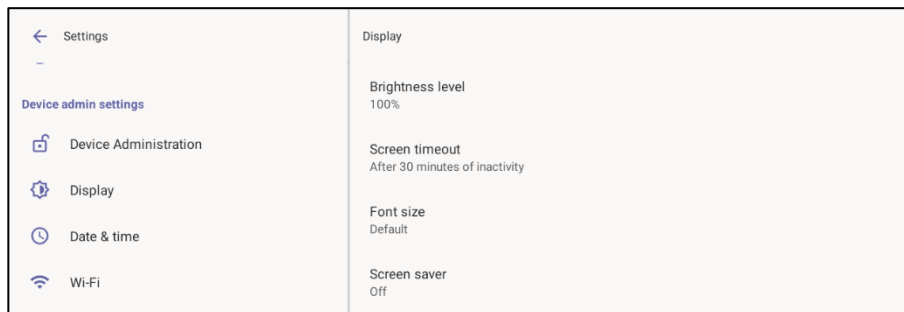 Settings
Device admin settings
Device Administration
Display
Date & time
Wi-Fi
Display
Brightness level
100%
Screen timeout
After 30 minutes of inactivity
Font size
Default
Screen saver
Off